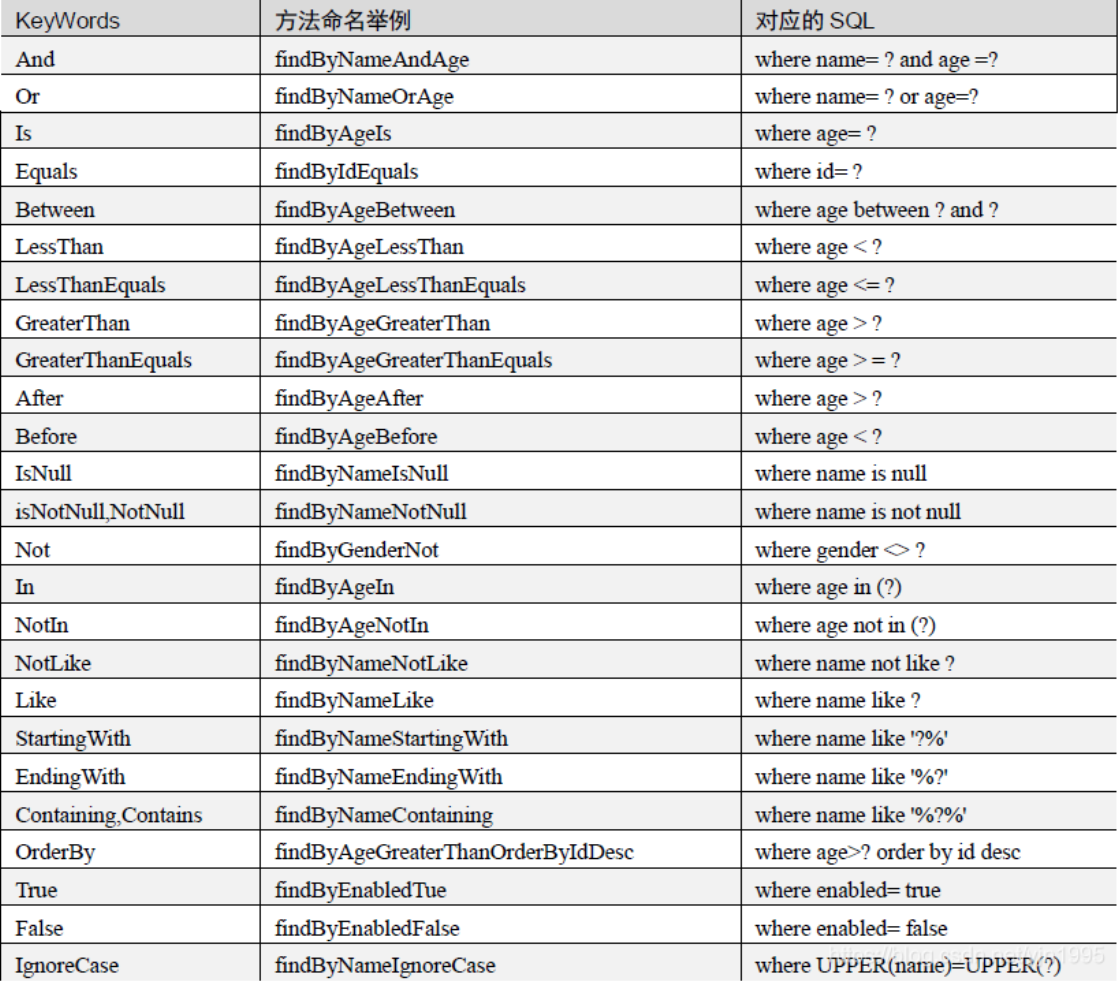 KeyWords 方法命名举例 对应的 SQL
And findByNameAndAge where name= ? and age =?
Or findByNameOrAge where name= ? or age=?
Is findByAgeIs where age= ?
Equals findByIdEquals where id= ?
Between findByAgeBetween where age between ? and ?
LessThan findByAgeLessThan where age < ?
LessThanEquals findByAgeLessThanEquals where age <= ?
GreaterThan findByAgeGreaterThan where age > ?
GreaterThanEquals findByAgeGreaterThanEquals where age > = ?
After findByAgeAfter where age > ?
Before findByAgeBefore where age < ?
IsNull findByNameIsNull where name is null
isNotNull,NotNull findByNameNotNull where name is not null
Not findByGenderNot where gender <> ?
In findByAgeIn where age in (?)
NotIn findByAgeNotIn where age not in (?)
NotLike findByNameNotLike where name not like ?
Like findByNameLike where name like ?
StartingWith findByNameStartingWith where name like '?%'
EndingWith findByNameEndingWith where name like '%?'
Containing,Contains findByNameContaining where name like '%?%'
OrderBy findByAgeGreaterThanOrderByIdDesc where age>? order by id desc
True findByEnabledTue where enabled= true
False findByEnabledFalse where enabled= false
IgnoreCase findByNameIgnoreCase where UPPER(name)=UPPER(?)